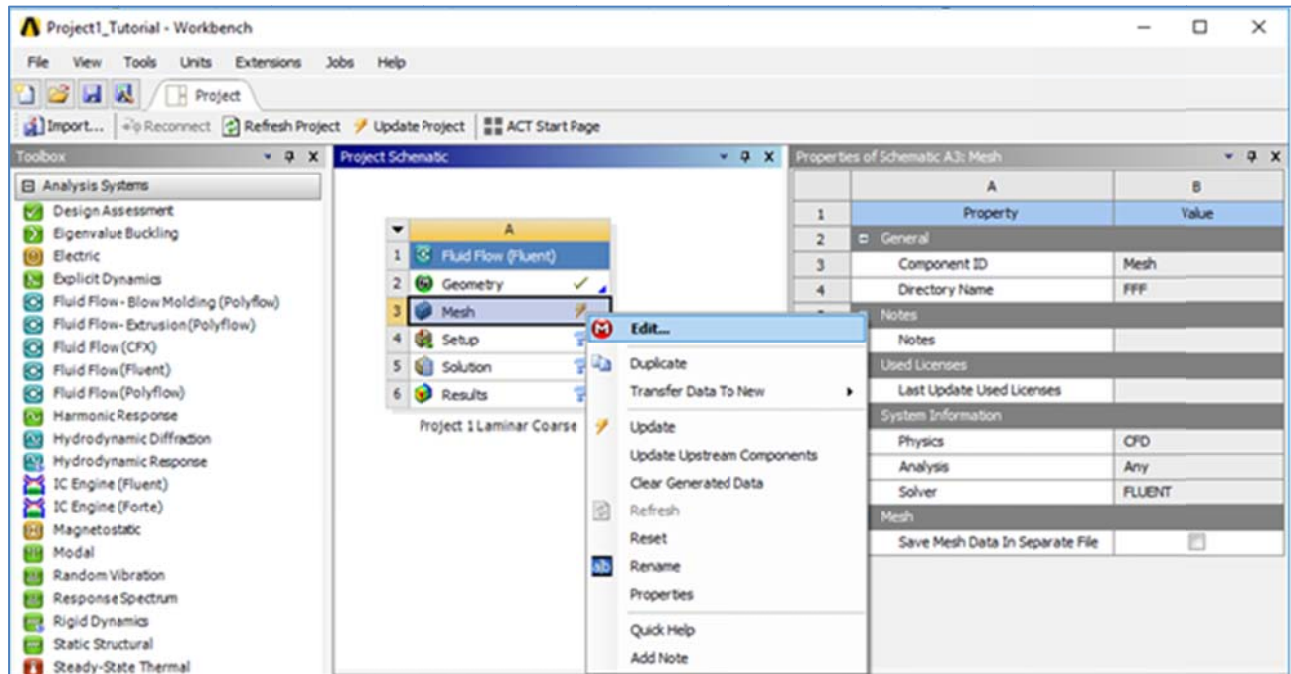 Project1_Tutorial - Workbench
File View Tools Units Extensions Jobs Help
Project
Import... Reconnect Refresh Project Update Project ACT Start Page
Toolbox
Analysis Systems
Design Assessment
Eigenvalue Buckling
Electric
Explicit Dynamics
Fluid Flow - Blow Molding (Polyflow)
Fluid Flow - Extrusion (Polyflow)
Fluid Flow (CFX)
Fluid Flow (Fluent)
Fluid Flow (Polyflow)
Harmonic Response
Hydrodynamic Diffraction
Hydrodynamic Response
IC Engine (Fluent)
IC Engine (Forte)
Magnetostatic
Modal
Random Vibration
Response Spectrum
Rigid Dynamics
Static Structural
Steady-State Thermal
Project Schematic
A
1 Fluid Flow (Fluent)
2 Geometry
3 Mesh
4 Setup
5 Solution
6 Results
Project 1 Laminar Coarse
Edit...
Duplicate
Transfer Data To New
Update
Update Upstream Components
Clear Generated Data
Refresh
Reset
ab Rename
Properties
Quick Help
Add Note
Properties of Schematic A3: Mesh
A B
1 Property Value
2 General
3 Component ID Mesh
4 Directory Name FFF
Notes
Notes
Used Licenses
Last Update Used Licenses
System Information
Physics CFD
Analysis Any
Solver FLUENT
Mesh
Save Mesh Data In Separate File